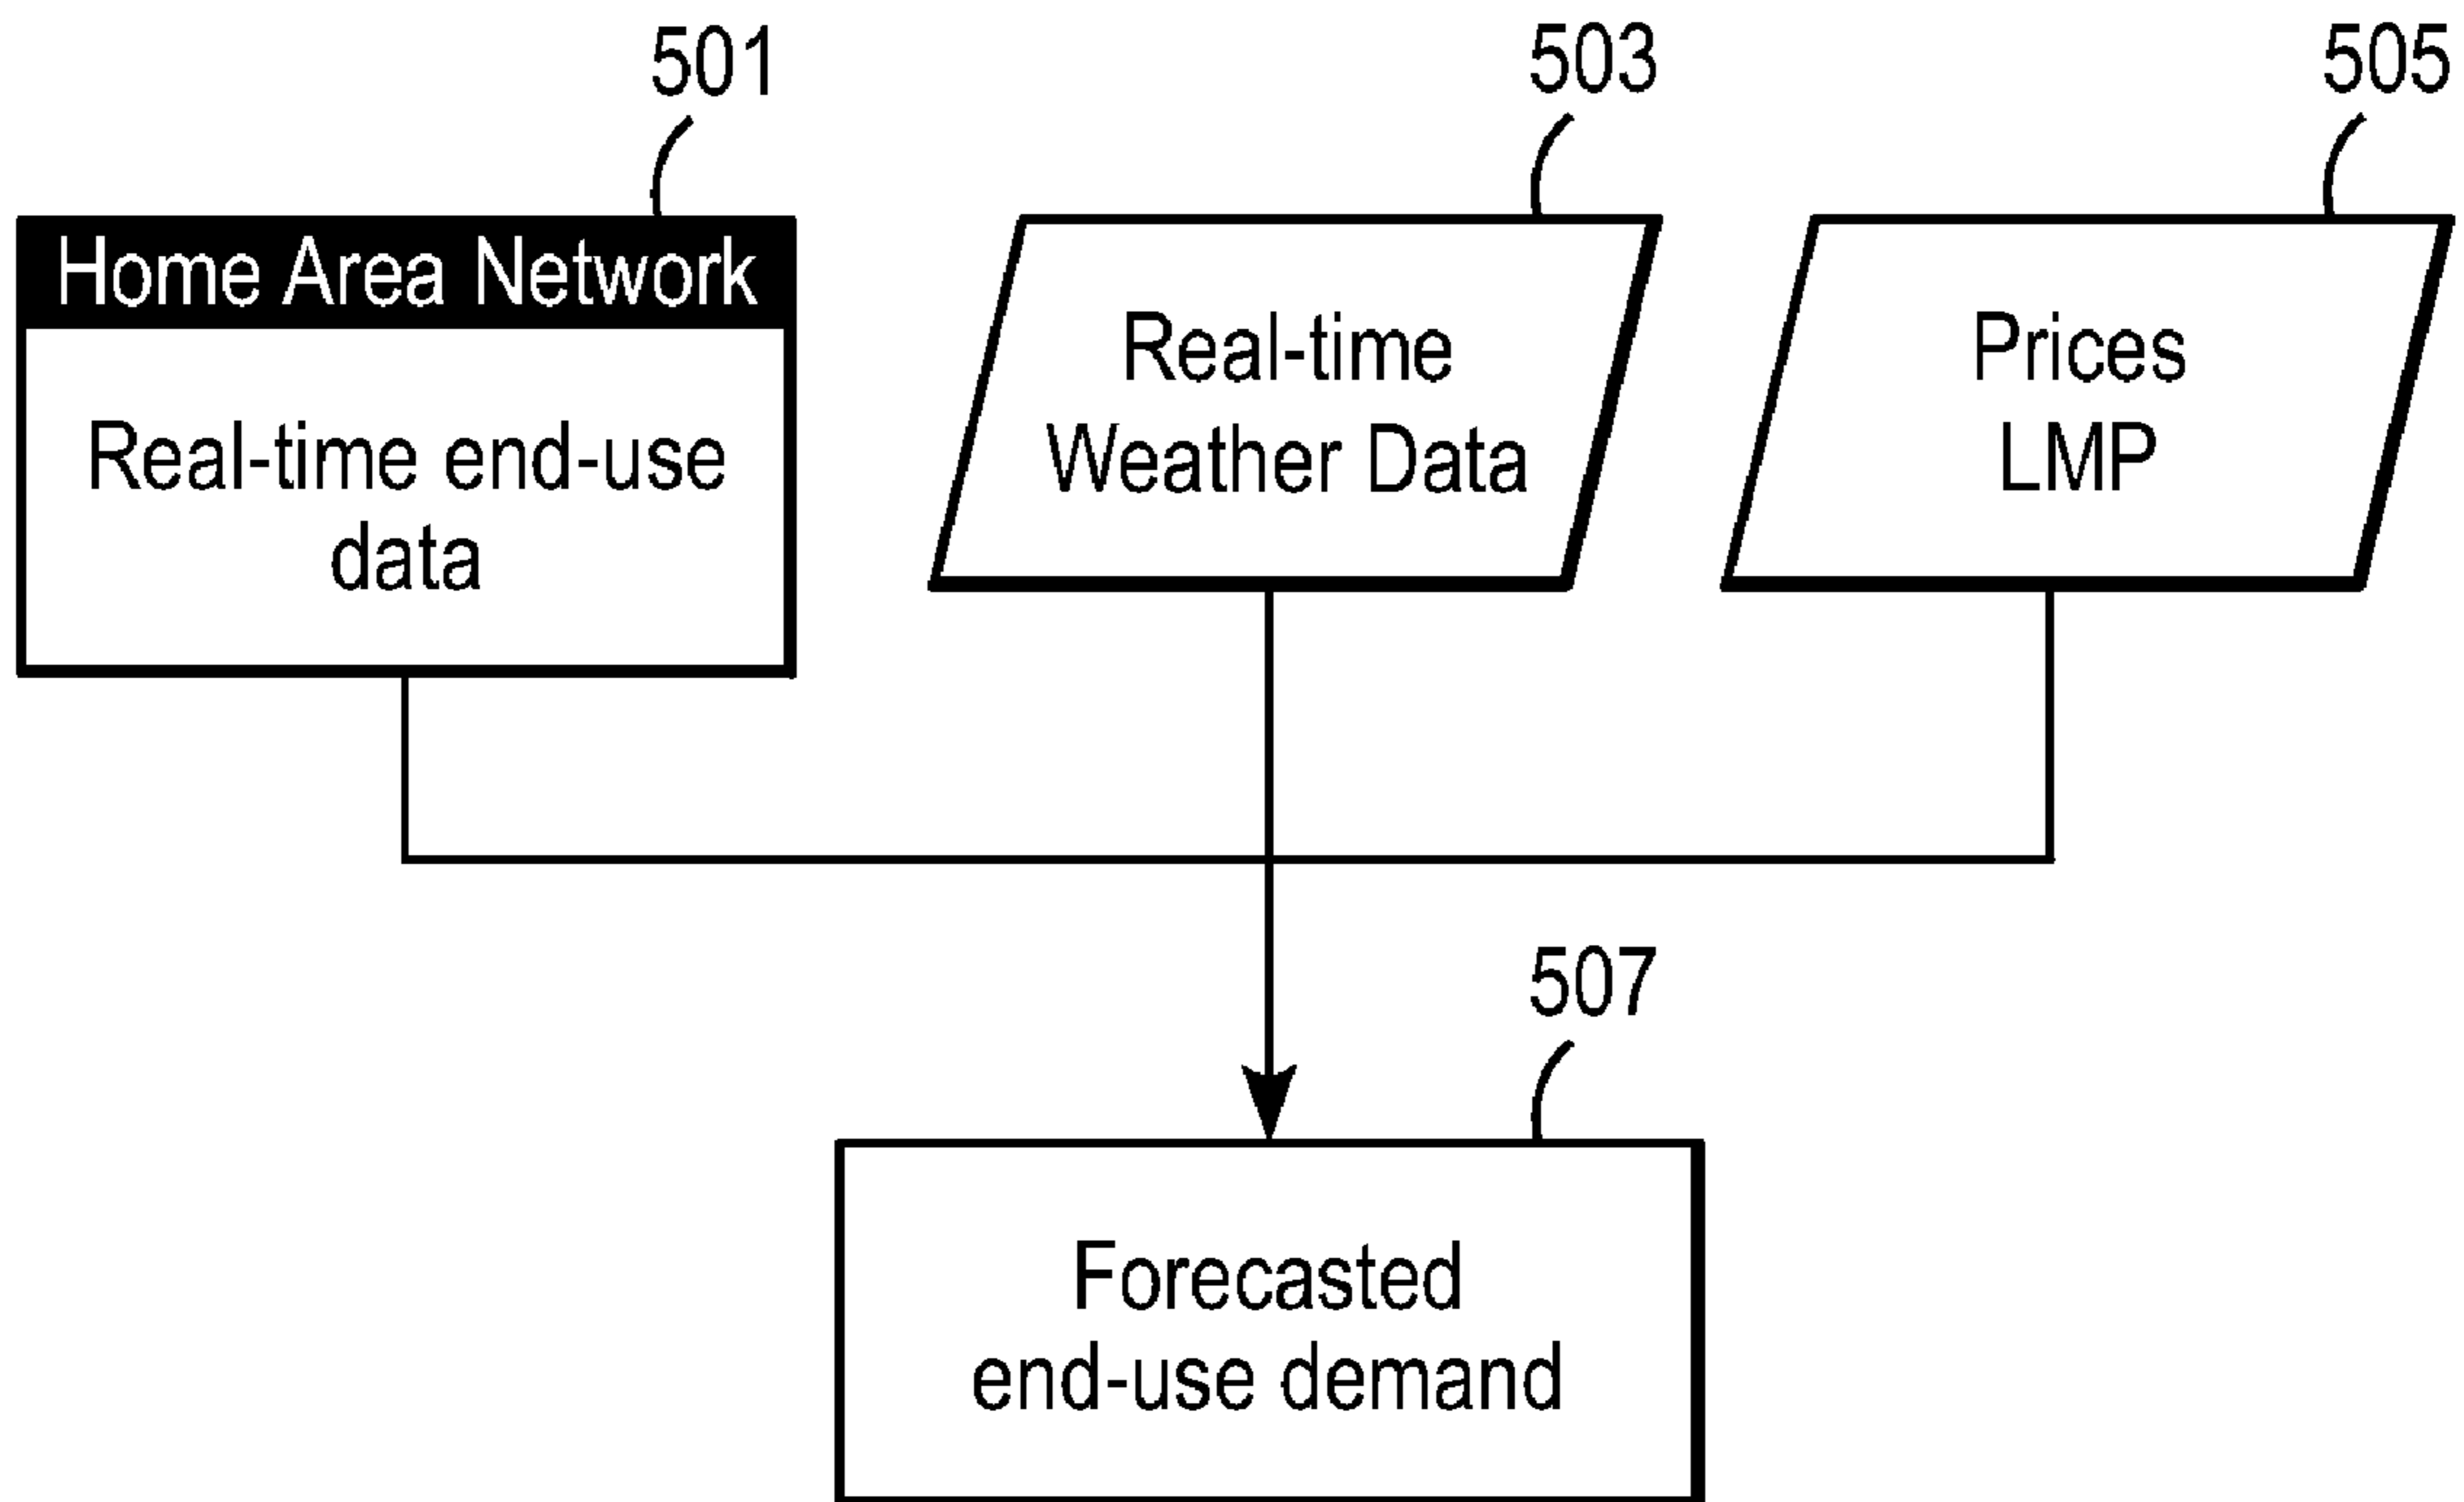 501
503
505
Home Area Network
Real-time end-use
data
Real-time
Weather Data
Prices
LMP
507
Forecasted
end-use demand